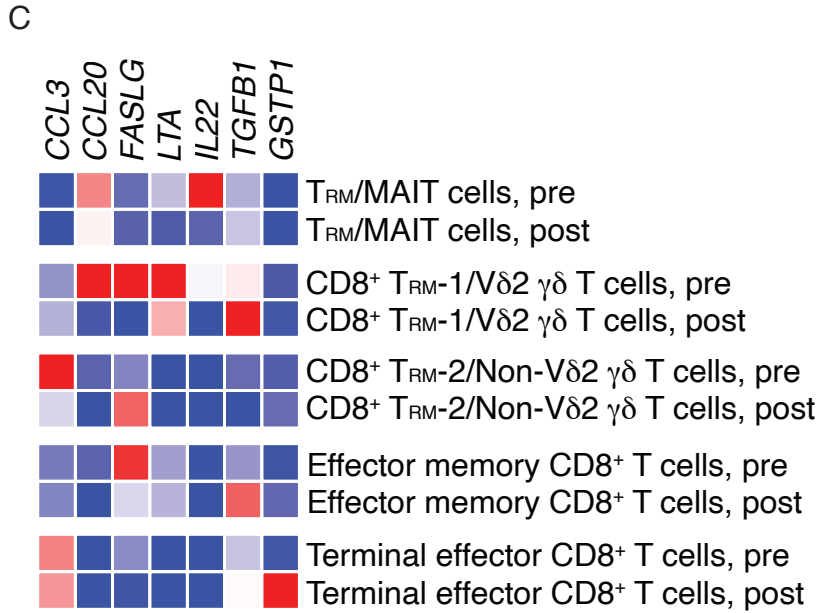 C
CCL3
CCL20
FASLG
LTA
IL22
TGFB1
GSTP1
TRM/MAIT cells, pre
TRM/MAIT cells, post
CD8+ TRM-1/Vδ2 γδ T cells, pre
CD8+ TRM-1/Vδ2 γδ T cells, post
CD8+ TRM-2/Non-Vδ2 γδ T cells, pre
CD8+ TRM-2/Non-Vδ2 γδ T cells, post
Effector memory CD8+ T cells, pre
Effector memory CD8+ T cells, post
Terminal effector CD8+ T cells, pre
Terminal effector CD8+ T cells, post